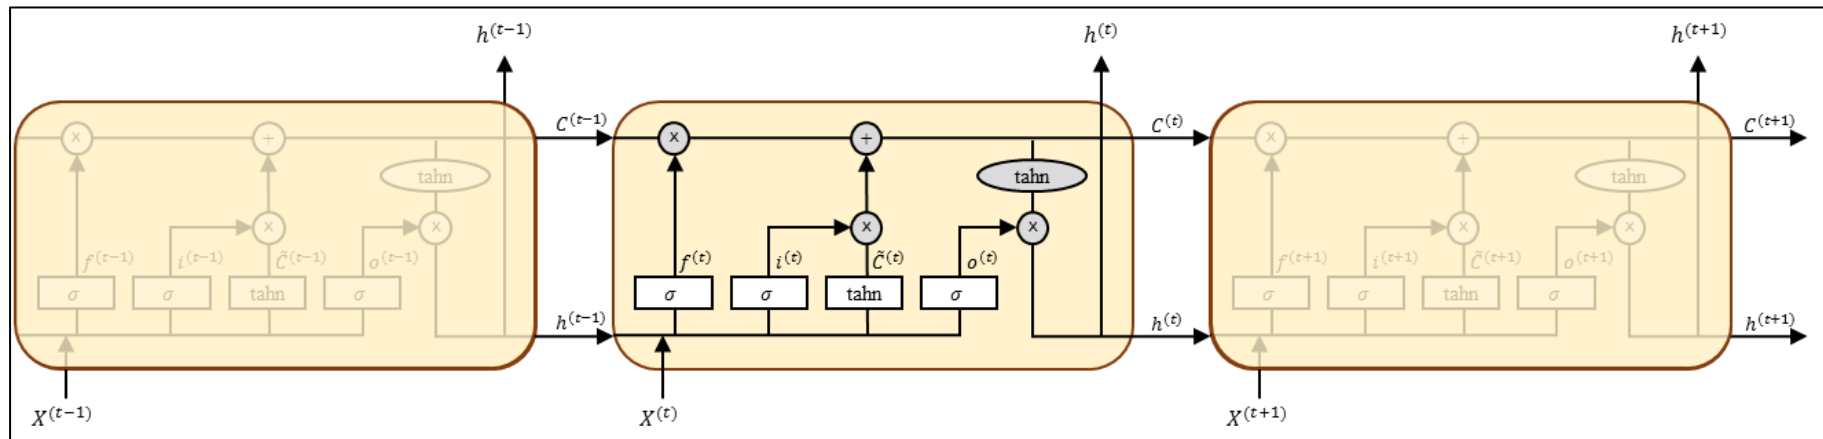 h^(t−1) h^(t) h^(t+1)
C^(t−1) C^(t) C^(t+1)
× + × + × +
tahn tahn tahn
× × × × × ×
f^(t−1) i^(t−1) C̃^(t−1) o^(t−1) f^(t) i^(t) C̃^(t) o^(t) f^(t+1) i^(t+1) C̃^(t+1) o^(t+1)
σ σ tahn σ σ σ tahn σ σ σ tahn σ
h^(t−1) h^(t) h^(t+1)
X^(t−1) X^(t) X^(t+1)